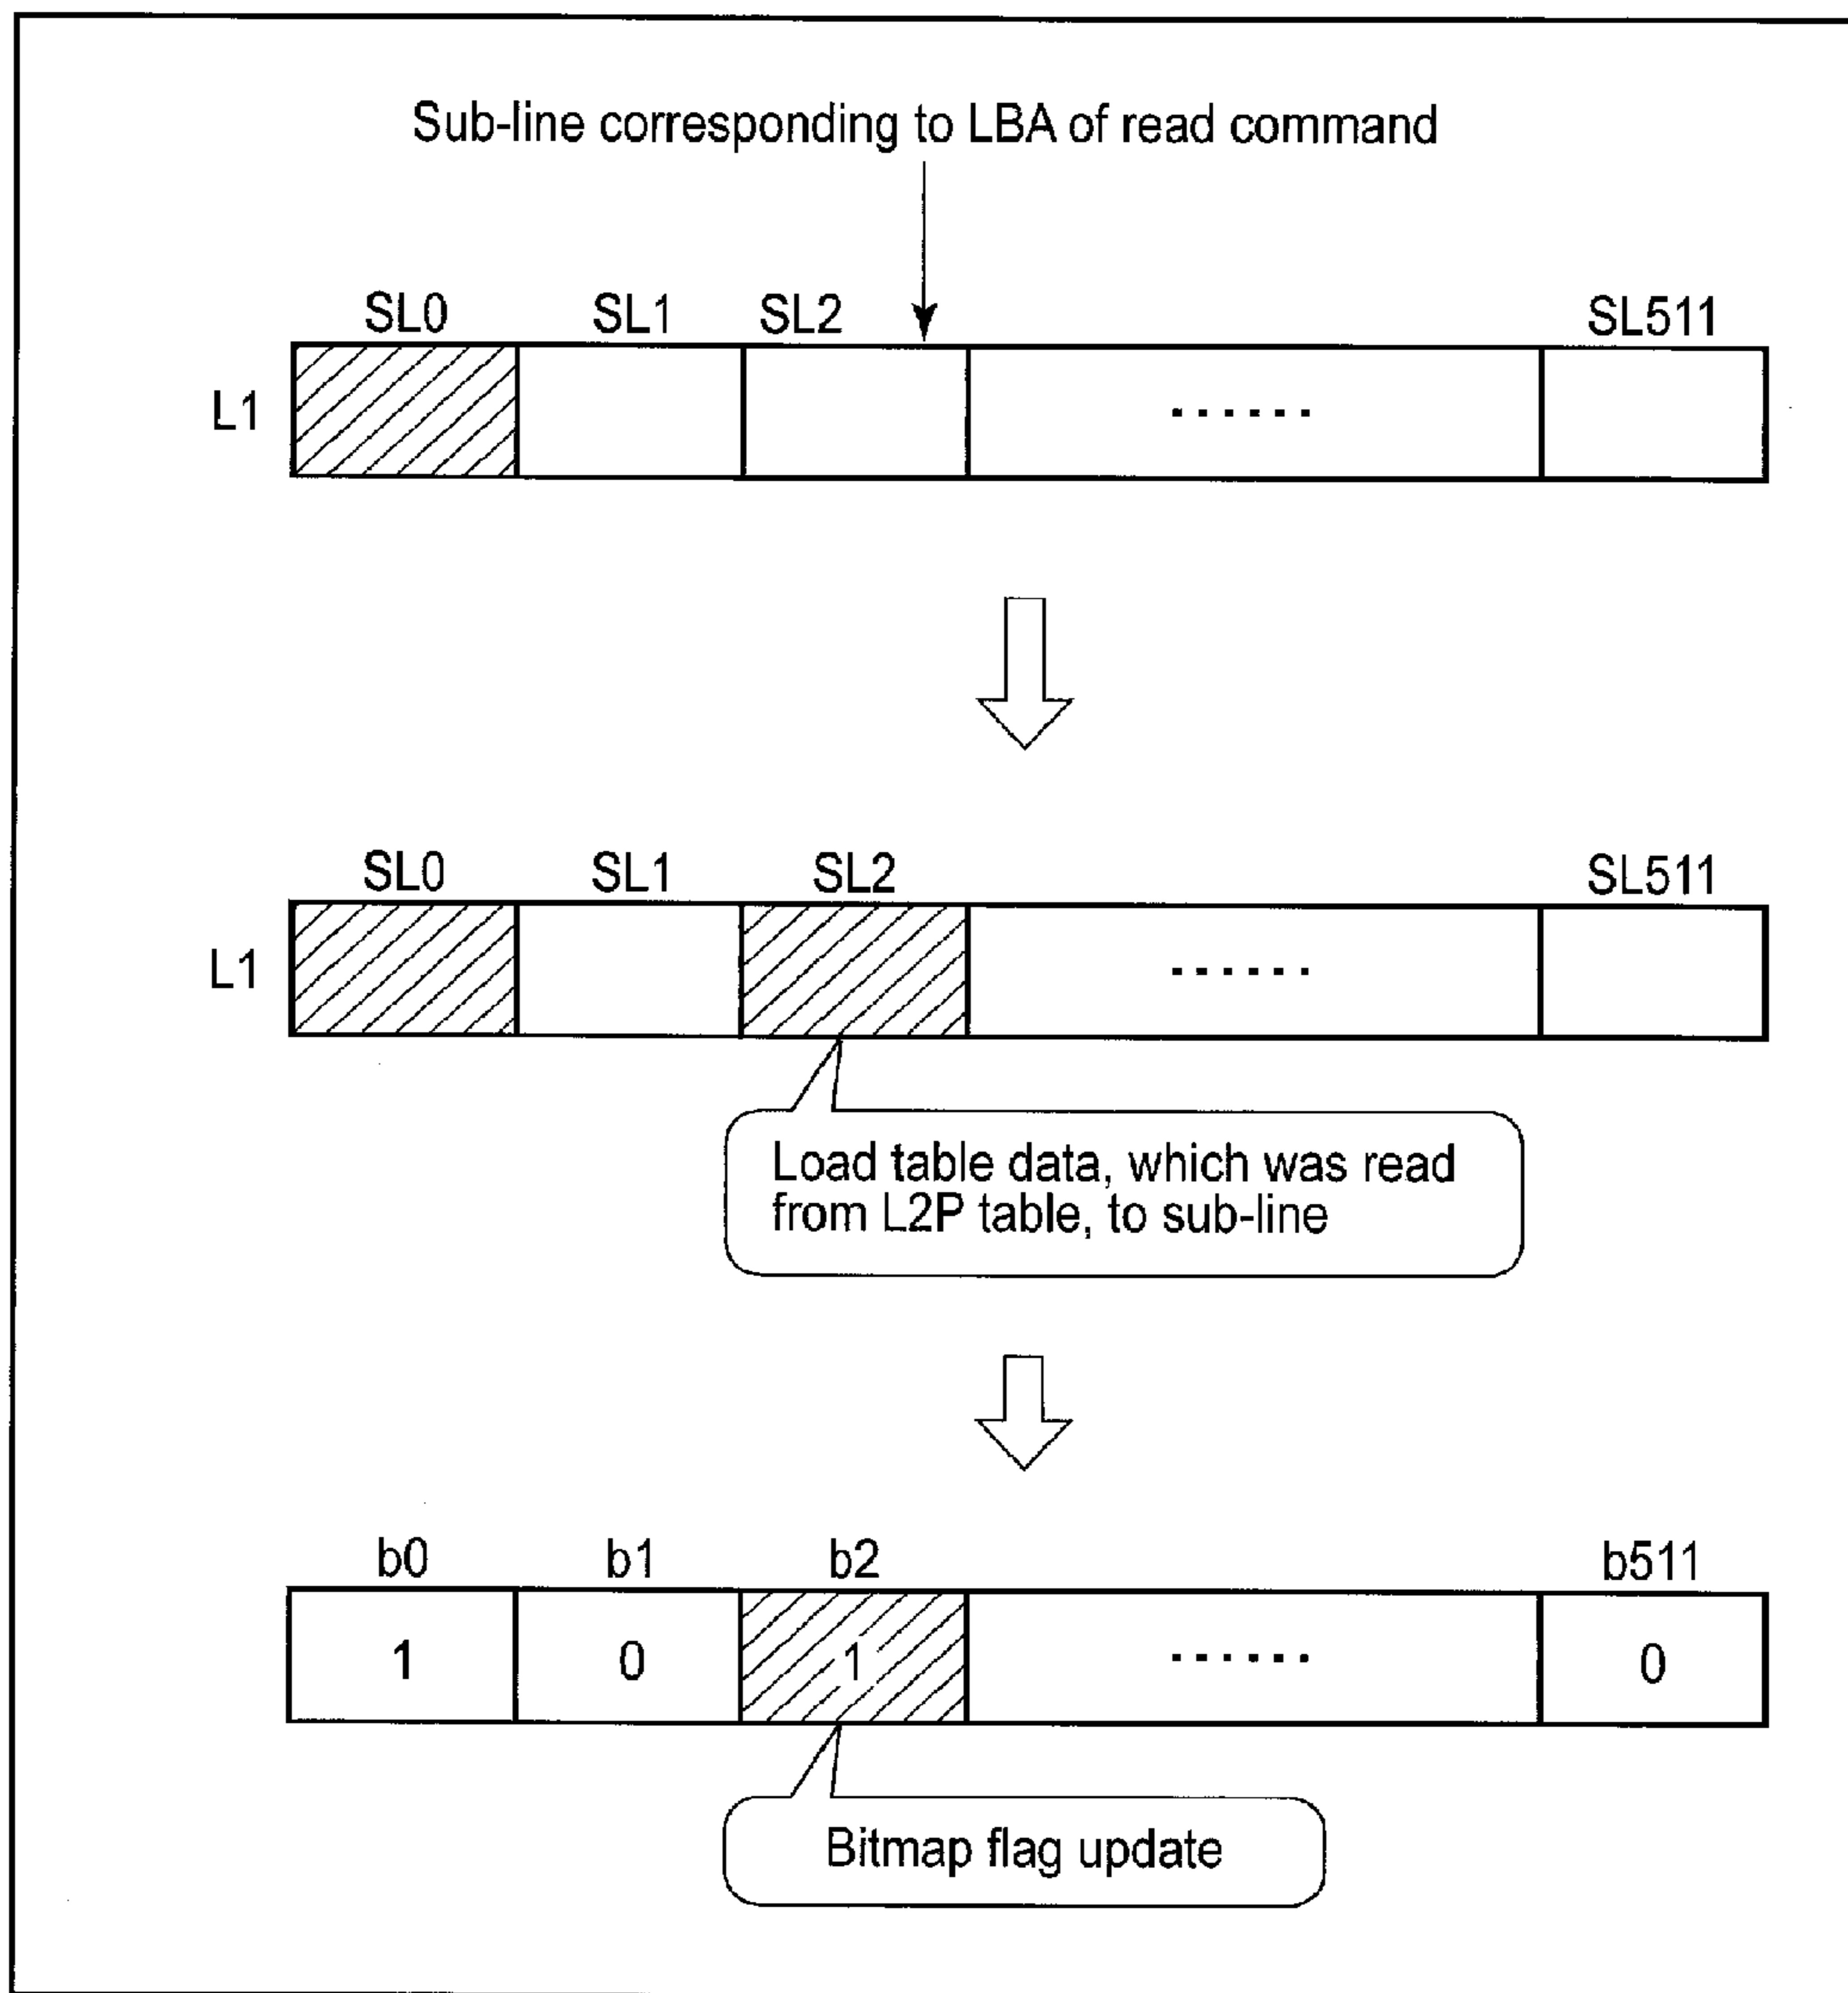 Sub-line corresponding to LBA of read command
SL0 SL1 SL2 SL511
L1 ......
SL0 SL1 SL2 SL511
L1 ......
Load table data, which was read
from L2P table, to sub-line
b0 b1 b2 b511
1 0 1 ...... 0
Bitmap flag update